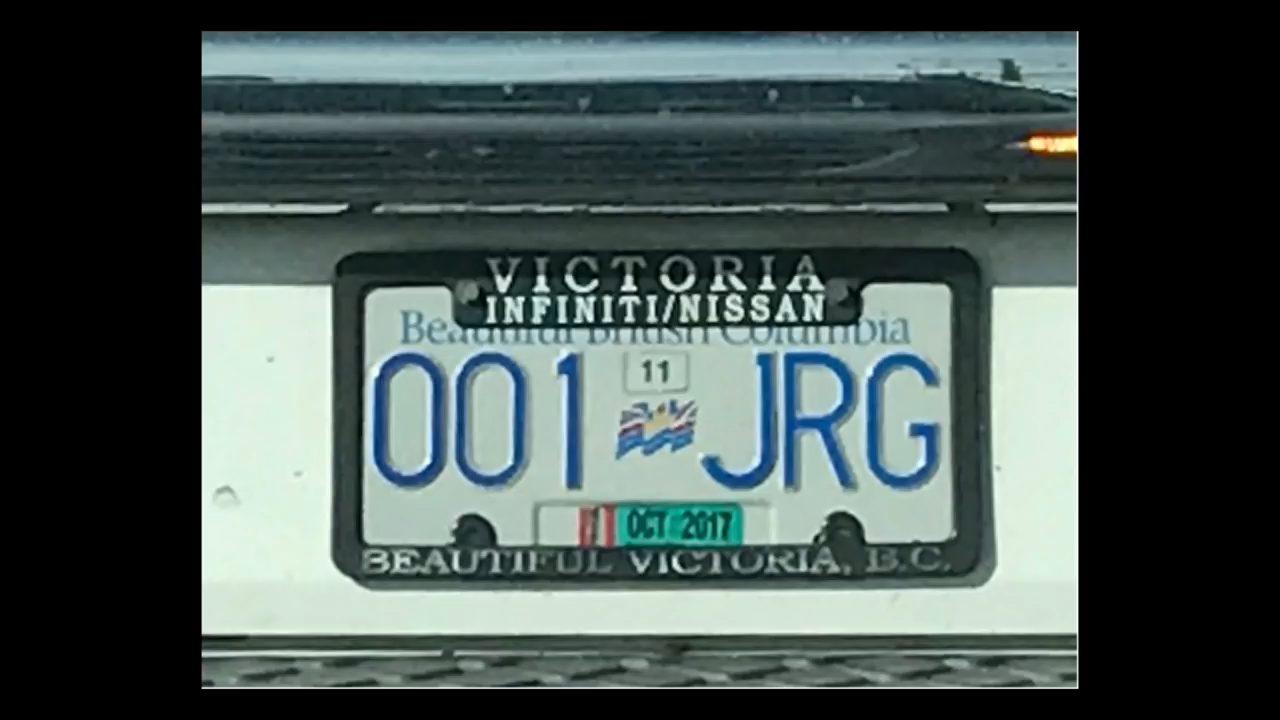 VICTORIA
INFINITI/NISSAN
Beautiful British Columbia
11
001 JRG
OCT 2017
BEAUTIFUL VICTORIA, B.C.